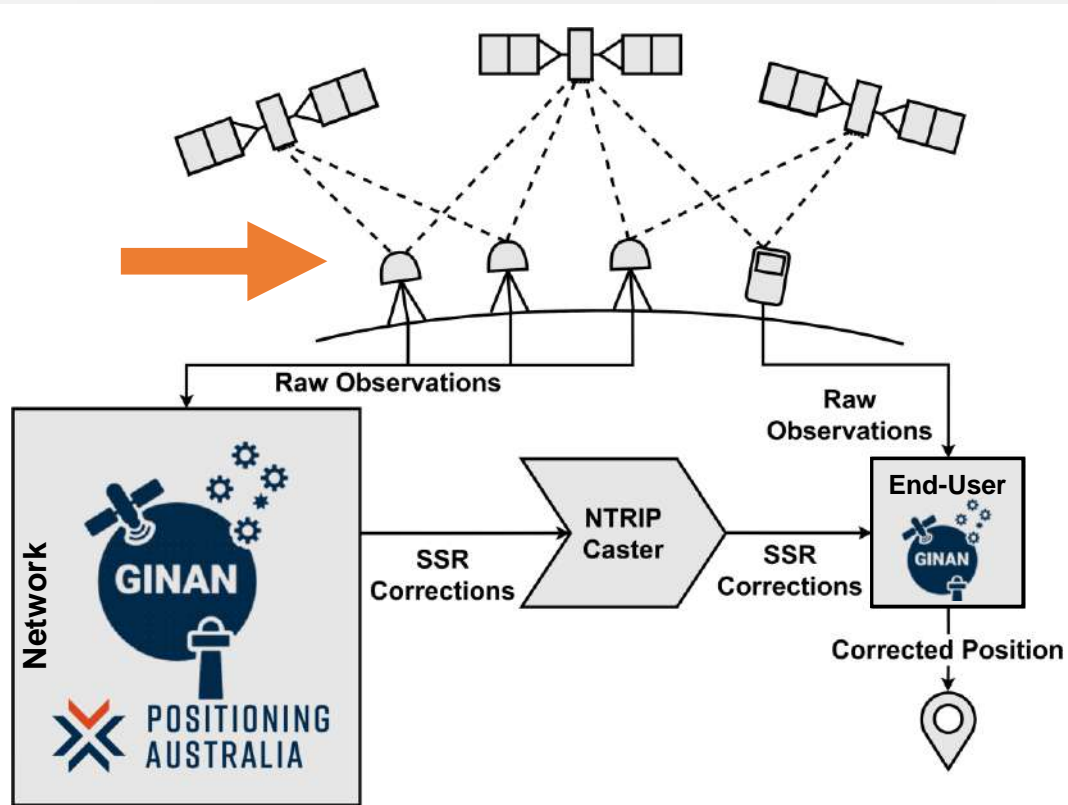 Raw Observations
Raw
Observations
Network
GINAN
POSITIONING
AUSTRALIA
SSR
Corrections
NTRIP
Caster
SSR
Corrections
End-User
GINAN
Corrected Position